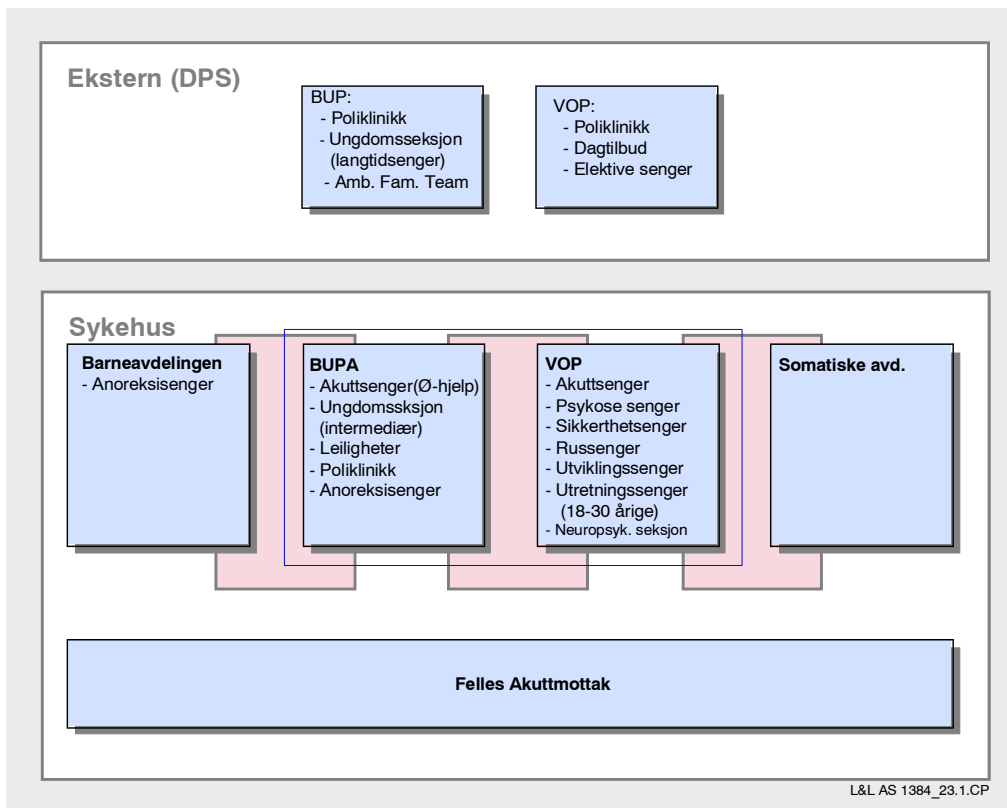 Ekstern (DPS)
BUP:
- Poliklinikk
- Ungdomsseksjon
(langtidsenger)
- Amb. Fam. Team
VOP:
- Poliklinikk
- Dagtilbud
- Elektive senger
Sykehus
Barneavdelingen
- Anoreksisenger
BUPA
- Akuttsenger(Ø-hjelp)
- Ungdomssksjon
(intermediær)
- Leiligheter
- Poliklinikk
- Anoreksisenger
VOP
- Akuttsenger
- Psykose senger
- Sikkerthetsenger
- Russenger
- Utviklingssenger
- Utretningssenger
(18-30 årige)
- Neuropsyk. seksjon
Somatiske avd.
Felles Akuttmottak
L&L AS 1384_23.1.CP